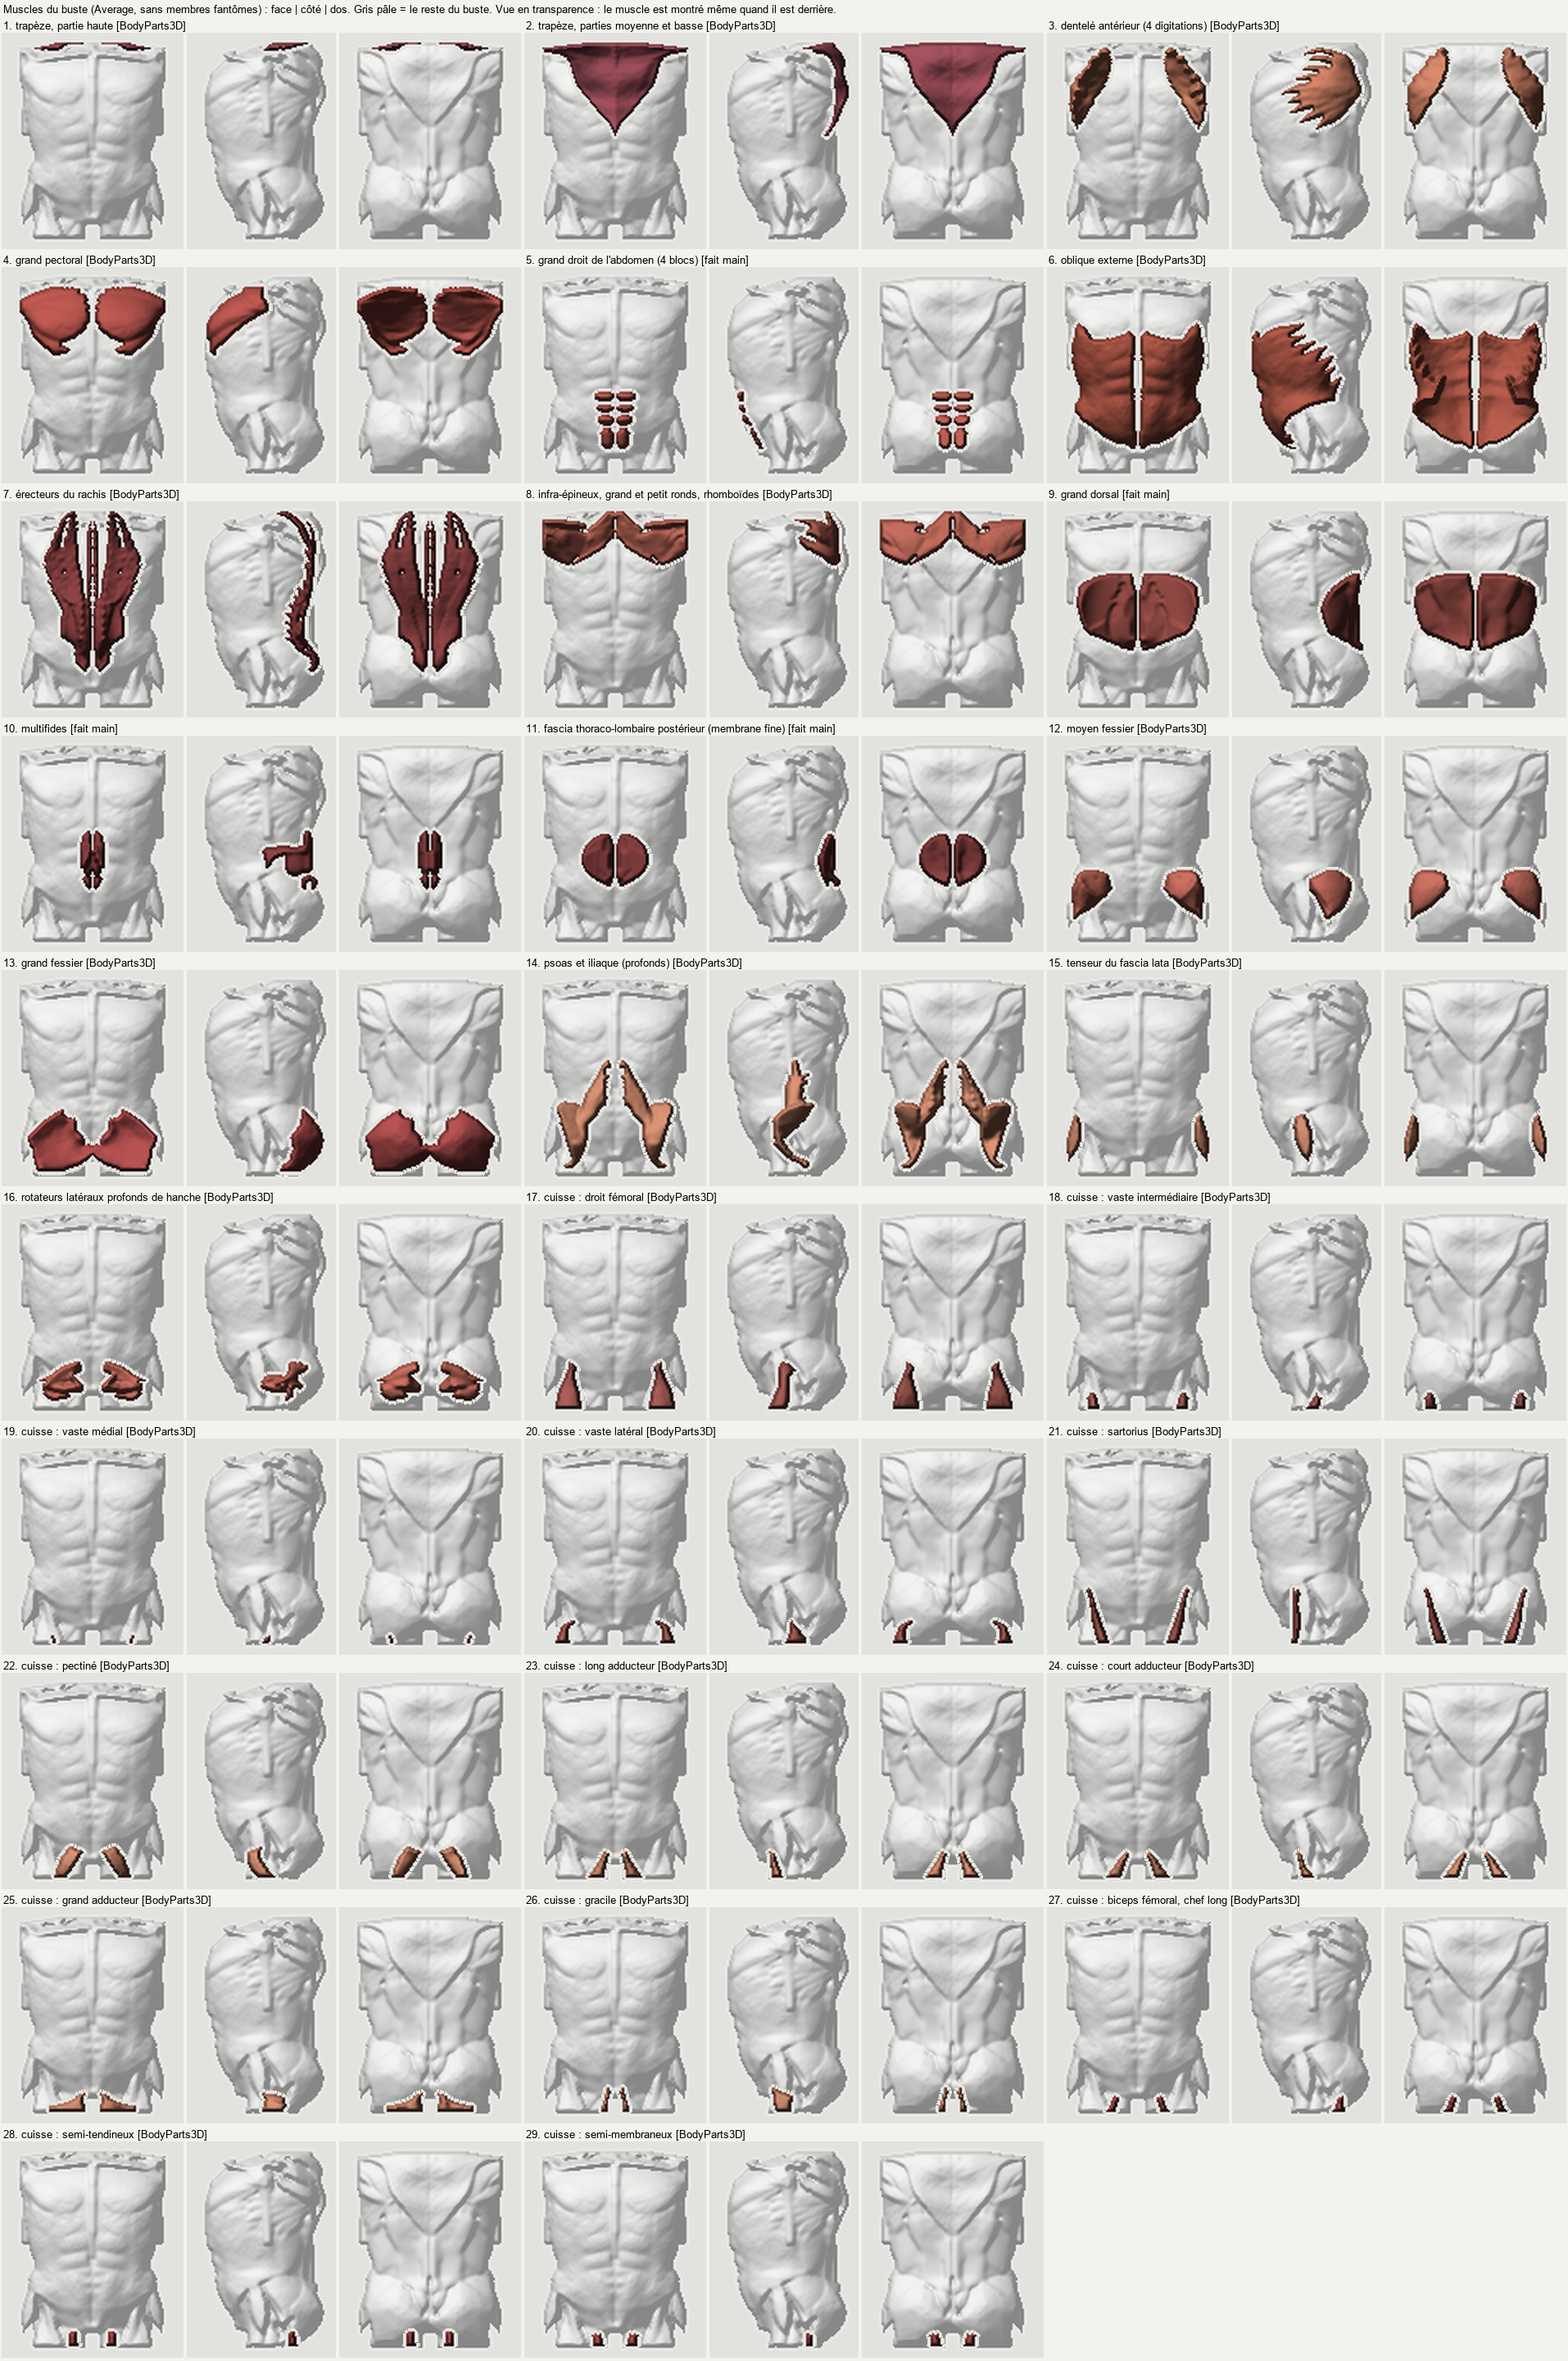 Muscles du buste (Average, sans membres fantômes) : face | côté | dos. Gris pâle = le reste du buste. Vue en transparence : le muscle est montré même quand il est derrière.
1. trapèze, partie haute [BodyParts3D]
2. trapèze, parties moyenne et basse [BodyParts3D]
3. dentelé antérieur (4 digitations) [BodyParts3D]
4. grand pectoral [BodyParts3D]
5. grand droit de l'abdomen (4 blocs) [fait main]
6. oblique externe [BodyParts3D]
7. érecteurs du rachis [BodyParts3D]
8. infra-épineux, grand et petit ronds, rhomboïdes [BodyParts3D]
9. grand dorsal [fait main]
10. multifides [fait main]
11. fascia thoraco-lombaire postérieur (membrane fine) [fait main]
12. moyen fessier [BodyParts3D]
13. grand fessier [BodyParts3D]
14. psoas et iliaque (profonds) [BodyParts3D]
15. tenseur du fascia lata [BodyParts3D]
16. rotateurs latéraux profonds de hanche [BodyParts3D]
17. cuisse : droit fémoral [BodyParts3D]
18. cuisse : vaste intermédiaire [BodyParts3D]
19. cuisse : vaste médial [BodyParts3D]
20. cuisse : vaste latéral [BodyParts3D]
21. cuisse : sartorius [BodyParts3D]
22. cuisse : pectiné [BodyParts3D]
23. cuisse : long adducteur [BodyParts3D]
24. cuisse : court adducteur [BodyParts3D]
25. cuisse : grand adducteur [BodyParts3D]
26. cuisse : gracile [BodyParts3D]
27. cuisse : biceps fémoral, chef long [BodyParts3D]
28. cuisse : semi-tendineux [BodyParts3D]
29. cuisse : semi-membraneux [BodyParts3D]